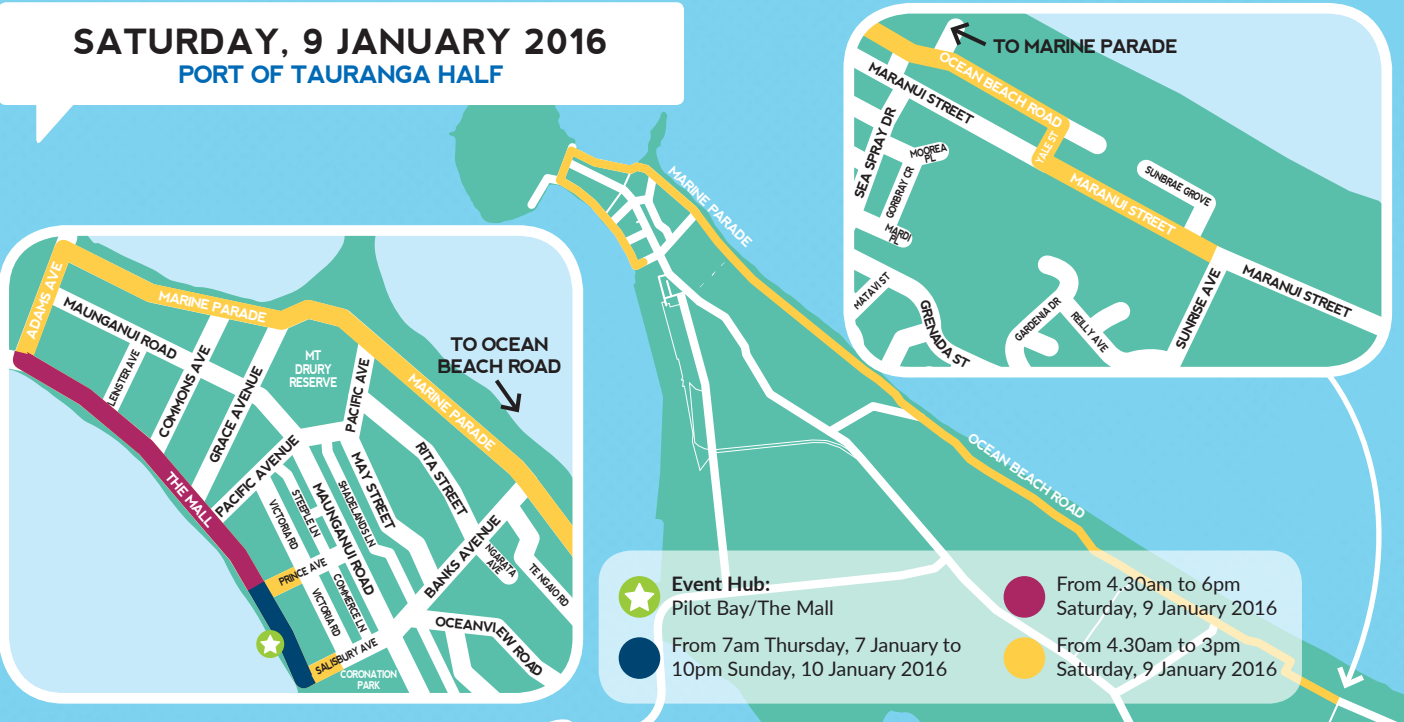 SATURDAY, 9 JANUARY 2016
PORT OF TAURANGA HALF
TO MARINE PARADE
OCEAN BEACH ROAD
MARANUI STREET
YALE ST
SEA SPRAY DR
MOOREA
PL
GORBRAY CR
MARDI
PL
SUNBRAE GROVE
MARANUI STREET
MARANUI STREET
MATAVI ST
GRENADA ST
GARDENIA DR
REILLY AVE
SUNRISE AVE
MARINE PARADE
OCEAN BEACH ROAD
ADAMS AVE
MARINE PARADE
MAUNGANUI ROAD
LEINSTER AVE
COMMONS AVE
GRACE AVENUE
MT
DRURY
RESERVE
PACIFIC AVE
TO OCEAN
BEACH ROAD
MARINE PARADE
THE MALL
PACIFIC AVENUE
RITA STREET
MAY STREET
SHADELANDS LN
MAUNGANUI ROAD
STEEPLE LN
VICTORIA RD
PRINCE AVE
VICTORIA RD
COMMERCE LN
BANKS AVENUE
NGARATA
AVE
TE NGAIO RD
OCEANVIEW ROAD
SALISBURY AVE
CORONATION
PARK
Event Hub:
Pilot Bay/The Mall
From 7am Thursday, 7 January to
10pm Sunday, 10 January 2016
From 4.30am to 6pm
Saturday, 9 January 2016
From 4.30am to 3pm
Saturday, 9 January 2016